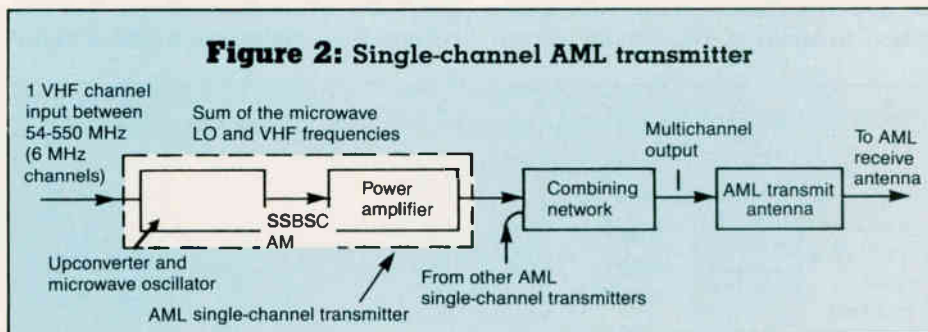 Figure 2: Single-channel AML transmitter
1 VHF channel
input between
54-550 MHz
(6 MHz
channels)
Sum of the microwave
LO and VHF frequencies
Power
amplifier
SSBSC
AM
Upconverter and
microwave oscillator
AML single-channel transmitter
Combining
network
From other AML
single-channel transmitters
Multichannel
output
AML transmit
antenna
To AML
receive
antenna